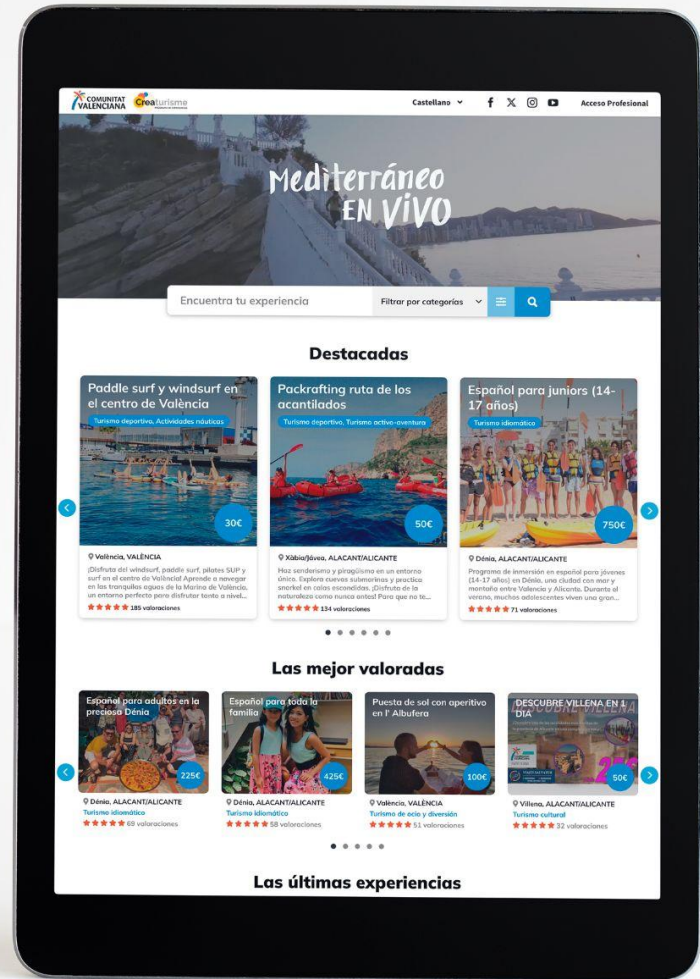 COMUNITAT
VALENCIANA
Creaturisme
Castellano
Acceso Profesional
Mediterráneo
EN VIVO
Encuentra tu experiencia
Filtrar por categorías
Destacadas
Paddle surf y windsurf en
el centro de València
Turismo deportivo, Actividades náuticas
30€
València, VALÈNCIA
¡Disfruta del windsurf, paddle surf, pilates SUP y
surf en el centro de València! Aprende a navegar
en las tranquilas aguas de la Marina de València,
un entorno perfecto para disfrutar tanto a nivel...
185 valoraciones
Packrafting ruta de los
acantilados
Turismo deportivo, Turismo activo-aventura
50€
Xàbia/Jávea, ALACANT/ALICANTE
Haz senderismo y piragüismo en un entorno
único. Explora cuevas submarinas y practica
snorkel en calas escondidas. ¡Disfruta de la
naturaleza como nunca antes! Para que no te...
134 valoraciones
Español para juniors (14-
17 años)
Turismo idiomático
750€
Dénia, ALACANT/ALICANTE
Programa de inmersión en español para jóvenes
(14-17 años) en Dénia, una ciudad con mar y
montaña entre Valencia y Alicante. Durante el
verano, muchos adolescentes viven una gran...
71 valoraciones
Las mejor valoradas
Español para adultos en la
preciosa Dénia
225€
Dénia, ALACANT/ALICANTE
Turismo idiomático
69 valoraciones
Español para toda la
familia
425€
Dénia, ALACANT/ALICANTE
Turismo idiomático
58 valoraciones
Puesta de sol con aperitivo
en l' Albufera
100€
València, VALÈNCIA
Turismo de ocio y diversión
51 valoraciones
DESCUBRE VILLENA EN 1
DIA
DESCUBRE VILLENA
50€
Villena, ALACANT/ALICANTE
Turismo cultural
32 valoraciones
Las últimas experiencias